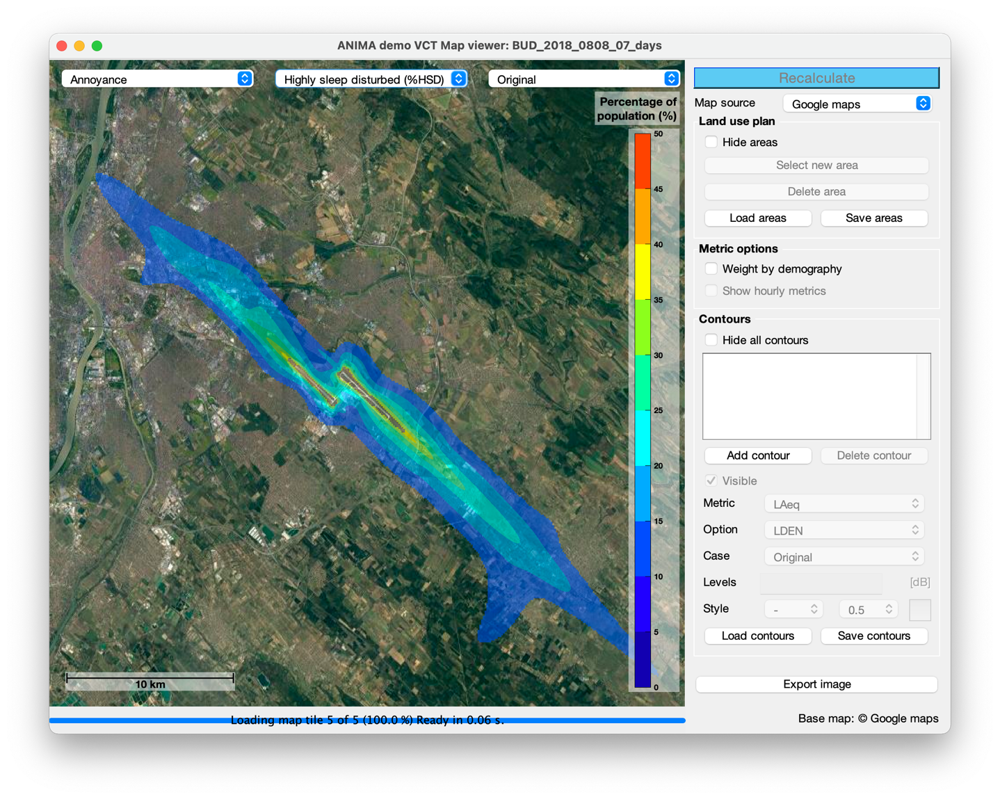 ANIMA demo VCT Map viewer: BUD_2018_0808_07_days
Annoyance
Highly sleep disturbed (%HSD)
Original
Percentage of
population (%)
50
45
40
35
30
25
20
15
10
5
0
10 km
Loading map tile 5 of 5 (100.0 %) Ready in 0.06 s.
Recalculate
Map source
Google maps
Land use plan
Hide areas
Select new area
Delete area
Load areas
Save areas
Metric options
Weight by demography
Show hourly metrics
Contours
Hide all contours
Add contour
Delete contour
Visible
Metric
LAeq
Option
LDEN
Case
Original
Levels
[dB]
Style
-
0.5
Load contours
Save contours
Export image
Base map: © Google maps